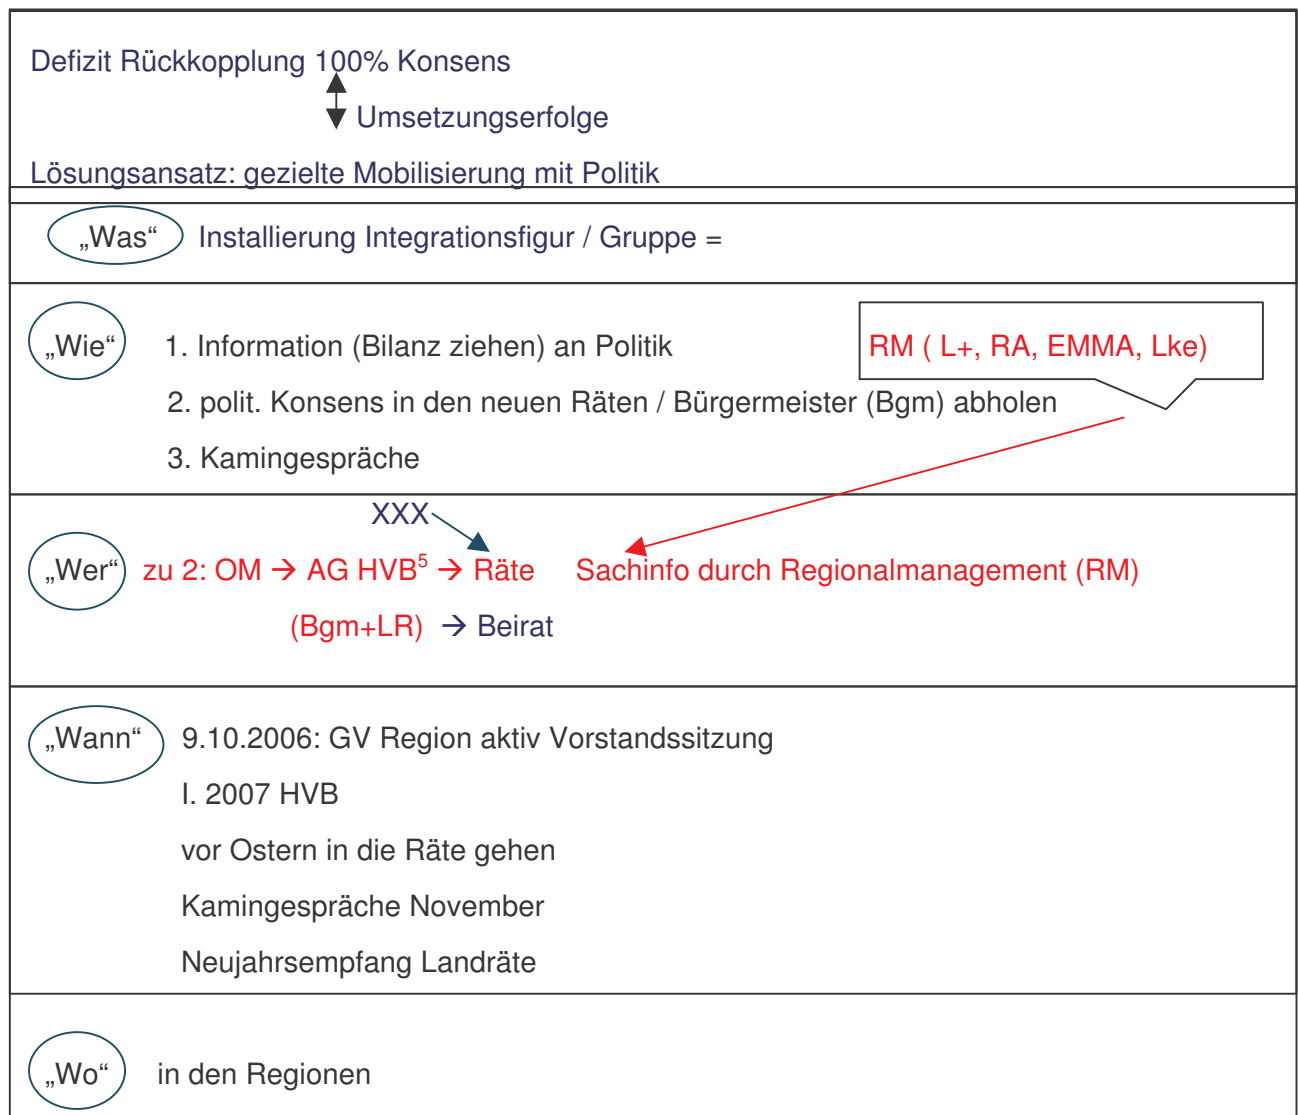 Defizit Rückkopplung 100% Konsens
Umsetzungserfolge
Lösungsansatz: gezielte Mobilisierung mit Politik
„Was“ Installierung Integrationsfigur / Gruppe =
„Wie“ 1. Information (Bilanz ziehen) an Politik RM ( L+, RA, EMMA, Lke)
2. polit. Konsens in den neuen Räten / Bürgermeister (Bgm) abholen
3. Kamingespräche
XXX
„Wer“ zu 2: OM → AG HVB⁵ → Räte Sachinfo durch Regionalmanagement (RM)
(Bgm+LR) → Beirat
„Wann“ 9.10.2006: GV Region aktiv Vorstandssitzung
I. 2007 HVB
vor Ostern in die Räte gehen
Kamingespräche November
Neujahrsempfang Landräte
„Wo“ in den Regionen